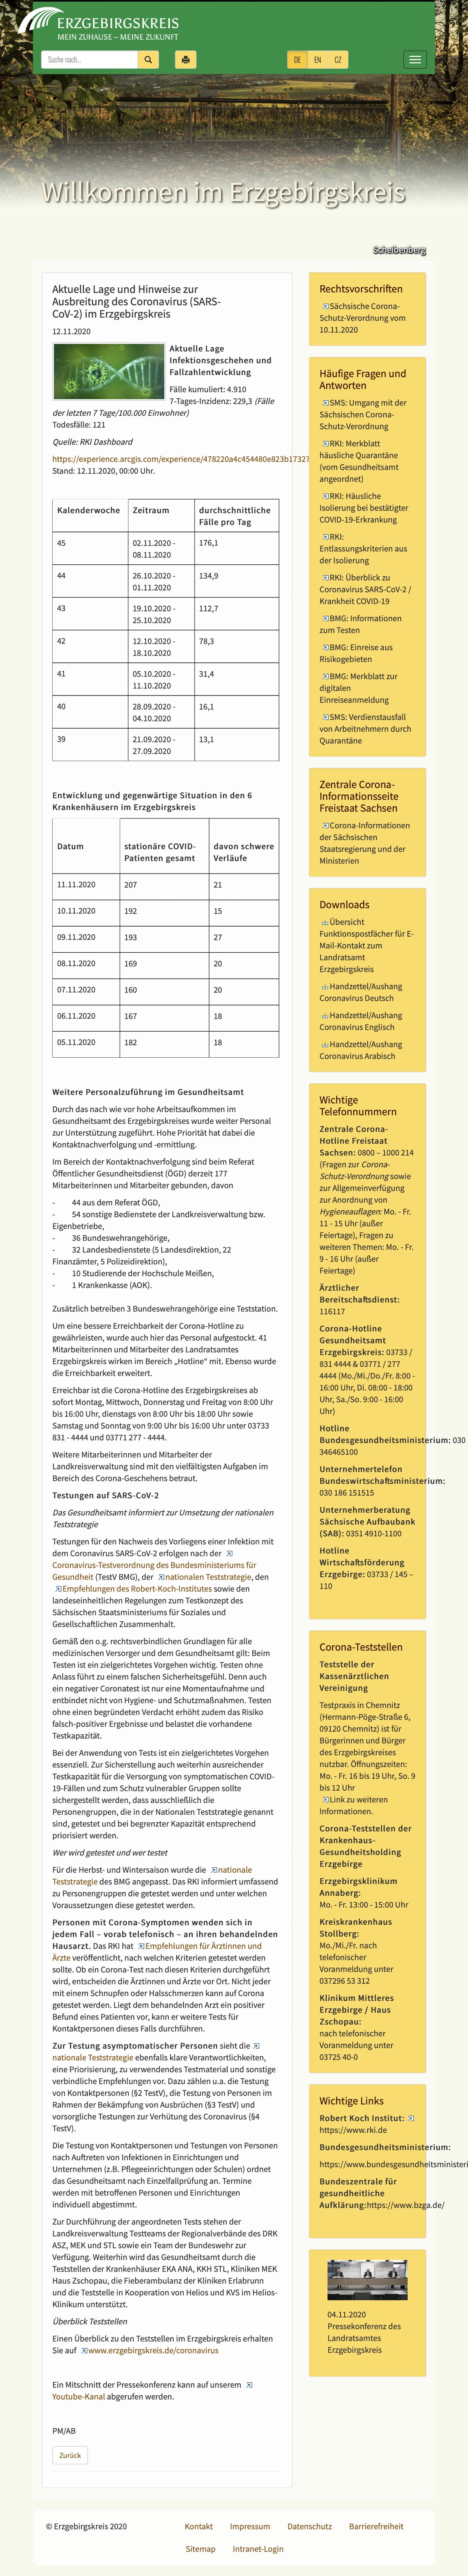 ERZGEBIRGSKREIS
MEIN ZUHAUSE – MEINE ZUKUNFT
Suche nach...
DE EN CZ
Willkommen im Erzgebirgskreis
Scheibenberg
Aktuelle Lage und Hinweise zur
Ausbreitung des Coronavirus (SARS-
CoV-2) im Erzgebirgskreis
12.11.2020
Aktuelle Lage
Infektionsgeschehen und
Fallzahlentwicklung
Fälle kumuliert: 4.910
7-Tages-Inzidenz: 229,3 (Fälle
der letzten 7 Tage/100.000 Einwohner)
Todesfälle: 121
Quelle: RKI Dashboard
https://experience.arcgis.com/experience/478220a4c454480e823b17327
Stand: 12.11.2020, 00:00 Uhr.
Kalenderwoche Zeitraum durchschnittliche
Fälle pro Tag
45 02.11.2020 - 176,1
08.11.2020
44 26.10.2020 - 134,9
01.11.2020
43 19.10.2020 - 112,7
25.10.2020
42 12.10.2020 - 78,3
18.10.2020
41 05.10.2020 - 31,4
11.10.2020
40 28.09.2020 - 16,1
04.10.2020
39 21.09.2020 - 13,1
27.09.2020
Entwicklung und gegenwärtige Situation in den 6
Krankenhäusern im Erzgebirgskreis
Datum stationäre COVID- davon schwere
Patienten gesamt Verläufe
11.11.2020 207 21
10.11.2020 192 15
09.11.2020 193 27
08.11.2020 169 20
07.11.2020 160 20
06.11.2020 167 18
05.11.2020 182 18
Weitere Personalzuführung im Gesundheitsamt
Durch das nach wie vor hohe Arbeitsaufkommen im
Gesundheitsamt des Erzgebirgskreises wurde weiter Personal
zur Unterstützung zugeführt. Hohe Priorität hat dabei die
Kontaktnachverfolgung und -ermittlung.
Im Bereich der Kontaktnachverfolgung sind beim Referat
Öffentlicher Gesundheitsdienst (ÖGD) derzeit 177
Mitarbeiterinnen und Mitarbeiter gebunden, davon
- 44 aus dem Referat ÖGD,
- 54 sonstige Bedienstete der Landkreisverwaltung bzw.
Eigenbetriebe,
- 36 Bundeswehrangehörige,
- 32 Landesbedienstete (5 Landesdirektion, 22
Finanzämter, 5 Polizeidirektion),
- 10 Studierende der Hochschule Meißen,
- 1 Krankenkasse (AOK).
Zusätzlich betreiben 3 Bundeswehrangehörige eine Teststation.
Um eine bessere Erreichbarkeit der Corona-Hotline zu
gewährleisten, wurde auch hier das Personal aufgestockt. 41
Mitarbeiterinnen und Mitarbeiter des Landratsamtes
Erzgebirgskreis wirken im Bereich „Hotline“ mit. Ebenso wurde
die Erreichbarkeit erweitert.
Erreichbar ist die Corona-Hotline des Erzgebirgskreises ab
sofort Montag, Mittwoch, Donnerstag und Freitag von 8:00 Uhr
bis 16:00 Uhr, dienstags von 8:00 Uhr bis 18:00 Uhr sowie
Samstag und Sonntag von 9:00 Uhr bis 16:00 Uhr unter 03733
831 - 4444 und 03771 277 - 4444.
Weitere Mitarbeiterinnen und Mitarbeiter der
Landkreisverwaltung sind mit den vielfältigsten Aufgaben im
Bereich des Corona-Geschehens betraut.
Testungen auf SARS-CoV-2
Das Gesundheitsamt informiert zur Umsetzung der nationalen
Teststrategie
Testungen für den Nachweis des Vorliegens einer Infektion mit
dem Coronavirus SARS-CoV-2 erfolgen nach der
Coronavirus-Testverordnung des Bundesministeriums für
Gesundheit (TestV BMG), der nationalen Teststrategie, den
Empfehlungen des Robert-Koch-Institutes sowie den
landeseinheitlichen Regelungen zum Testkonzept des
Sächsischen Staatsministeriums für Soziales und
Gesellschaftlichen Zusammenhalt.
Gemäß den o.g. rechtsverbindlichen Grundlagen für alle
medizinischen Versorger und dem Gesundheitsamt gilt: Beim
Testen ist ein zielgerichtetes Vorgehen wichtig. Testen ohne
Anlass führt zu einem falschen Sicherheitsgefühl. Denn auch
ein negativer Coronatest ist nur eine Momentaufnahme und
entbindet nicht von Hygiene- und Schutzmaßnahmen. Testen
ohne einen begründeten Verdacht erhöht zudem das Risiko
falsch-positiver Ergebnisse und belastet die vorhandene
Testkapazität.
Bei der Anwendung von Tests ist ein zielgerichtetes Vorgehen
essenziell. Zur Sicherstellung auch weiterhin ausreichender
Testkapazität für die Versorgung von symptomatischen COVID-
19-Fällen und zum Schutz vulnerabler Gruppen sollte
sichergestellt werden, dass ausschließlich die
Personengruppen, die in der Nationalen Teststrategie genannt
sind, getestet und bei begrenzter Kapazität entsprechend
priorisiert werden.
Wer wird getestet und wer testet
Für die Herbst- und Wintersaison wurde die nationale
Teststrategie des BMG angepasst. Das RKI informiert umfassend
zu Personengruppen die getestet werden und unter welchen
Voraussetzungen diese getestet werden.
Personen mit Corona-Symptomen wenden sich in
jedem Fall – vorab telefonisch – an ihren behandelnden
Hausarzt. Das RKI hat Empfehlungen für Ärztinnen und
Ärzte veröffentlicht, nach welchen Kriterien getestet werden
sollte. Ob ein Corona-Test nach diesen Kriterien durchgeführt
wird, entscheiden die Ärztinnen und Ärzte vor Ort. Nicht jeder
mit einem Schnupfen oder Halsschmerzen kann auf Corona
getestet werden. Liegt dem behandelnden Arzt ein positiver
Befund eines Patienten vor, kann er weitere Tests für
Kontaktpersonen dieses Falls durchführen.
Zur Testung asymptomatischer Personen sieht die
nationale Teststrategie ebenfalls klare Verantwortlichkeiten,
eine Priorisierung, zu verwendendes Testmaterial und sonstige
verbindliche Empfehlungen vor. Dazu zählen u.a. die Testung
von Kontaktpersonen (§2 TestV), die Testung von Personen im
Rahmen der Bekämpfung von Ausbrüchen (§3 TestV) und
vorsorgliche Testungen zur Verhütung des Coronavirus (§4
TestV).
Die Testung von Kontaktpersonen und Testungen von Personen
nach Auftreten von Infektionen in Einrichtungen und
Unternehmen (z.B. Pflegeeinrichtungen oder Schulen) ordnet
das Gesundheitsamt nach Einzelfallprüfung an. Termine
werden mit betroffenen Personen und Einrichtungen
individuell abgestimmt.
Zur Durchführung der angeordneten Tests stehen der
Landkreisverwaltung Testteams der Regionalverbände des DRK
ASZ, MEK und STL sowie ein Team der Bundeswehr zur
Verfügung. Weiterhin wird das Gesundheitsamt durch die
Teststellen der Krankenhäuser EKA ANA, KKH STL, Kliniken MEK
Haus Zschopau, die Fieberambulanz der Kliniken Erlabrunn
und die Teststelle in Kooperation von Helios und KVS im Helios-
Klinikum unterstützt.
Überblick Teststellen
Einen Überblick zu den Teststellen im Erzgebirgskreis erhalten
Sie auf www.erzgebirgskreis.de/coronavirus
Ein Mitschnitt der Pressekonferenz kann auf unserem
Youtube-Kanal abgerufen werden.
PM/AB
Zurück
Rechtsvorschriften
Sächsische Corona-
Schutz-Verordnung vom
10.11.2020
Häufige Fragen und
Antworten
SMS: Umgang mit der
Sächsischen Corona-
Schutz-Verordnung
RKI: Merkblatt
häusliche Quarantäne
(vom Gesundheitsamt
angeordnet)
RKI: Häusliche
Isolierung bei bestätigter
COVID-19-Erkrankung
RKI:
Entlassungskriterien aus
der Isolierung
RKI: Überblick zu
Coronavirus SARS-CoV-2 /
Krankheit COVID-19
BMG: Informationen
zum Testen
BMG: Einreise aus
Risikogebieten
BMG: Merkblatt zur
digitalen
Einreiseanmeldung
SMS: Verdienstausfall
von Arbeitnehmern durch
Quarantäne
Zentrale Corona-
Informationsseite
Freistaat Sachsen
Corona-Informationen
der Sächsischen
Staatsregierung und der
Ministerien
Downloads
Übersicht
Funktionspostfächer für E-
Mail-Kontakt zum
Landratsamt
Erzgebirgskreis
Handzettel/Aushang
Coronavirus Deutsch
Handzettel/Aushang
Coronavirus Englisch
Handzettel/Aushang
Coronavirus Arabisch
Wichtige
Telefonnummern
Zentrale Corona-
Hotline Freistaat
Sachsen: 0800 – 1000 214
(Fragen zur Corona-
Schutz-Verordnung sowie
zur Allgemeinverfügung
zur Anordnung von
Hygieneauflagen: Mo. - Fr.
11 - 15 Uhr (außer
Feiertage), Fragen zu
weiteren Themen: Mo. - Fr.
9 - 16 Uhr (außer
Feiertage)
Ärztlicher
Bereitschaftsdienst:
116117
Corona-Hotline
Gesundheitsamt
Erzgebirgskreis: 03733 /
831 4444 & 03771 / 277
4444 (Mo./Mi./Do./Fr. 8:00 -
16:00 Uhr, Di. 08:00 - 18:00
Uhr, Sa./So. 9:00 - 16:00
Uhr)
Hotline
Bundesgesundheitsministerium: 030
346465100
Unternehmertelefon
Bundeswirtschaftsministerium:
030 186 151515
Unternehmerberatung
Sächsische Aufbaubank
(SAB): 0351 4910-1100
Hotline
Wirtschaftsförderung
Erzgebirge: 03733 / 145 –
110
Corona-Teststellen
Teststelle der
Kassenärztlichen
Vereinigung
Testpraxis in Chemnitz
(Hermann-Pöge-Straße 6,
09120 Chemnitz) ist für
Bürgerinnen und Bürger
des Erzgebirgskreises
nutzbar. Öffnungszeiten:
Mo. - Fr. 16 bis 19 Uhr, So. 9
bis 12 Uhr
Link zu weiteren
Informationen.
Corona-Teststellen der
Krankenhaus-
Gesundheitsholding
Erzgebirge
Erzgebirgsklinikum
Annaberg:
Mo. - Fr. 13:00 - 15:00 Uhr
Kreiskrankenhaus
Stollberg:
Mo./Mi./Fr. nach
telefonischer
Voranmeldung unter
037296 53 312
Klinikum Mittleres
Erzgebirge / Haus
Zschopau:
nach telefonischer
Voranmeldung unter
03725 40-0
Wichtige Links
Robert Koch Institut:
https://www.rki.de
Bundesgesundheitsministerium:
https://www.bundesgesundheitsministeri
Bundeszentrale für
gesundheitliche
Aufklärung:https://www.bzga.de/
04.11.2020
Pressekonferenz des
Landratsamtes
Erzgebirgskreis
© Erzgebirgskreis 2020 Kontakt Impressum Datenschutz Barrierefreiheit
Sitemap Intranet-Login